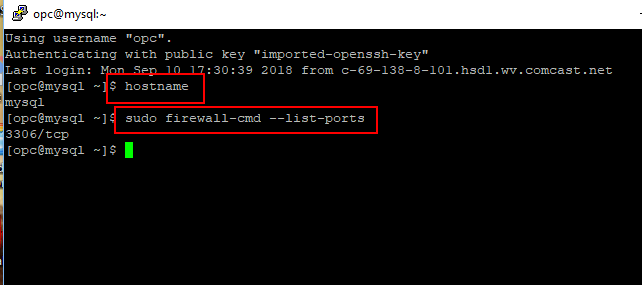 opc@mysql:~
Using username "opc".
Authenticating with public key "imported-openssh-key"
Last login: Mon Sep 10 17:30:39 2018 from c-69-138-8-101.hsd1.wv.comcast.net
[opc@mysql ~]$ hostname
mysql
[opc@mysql ~]$ sudo firewall-cmd --list-ports
3306/tcp
[opc@mysql ~]$